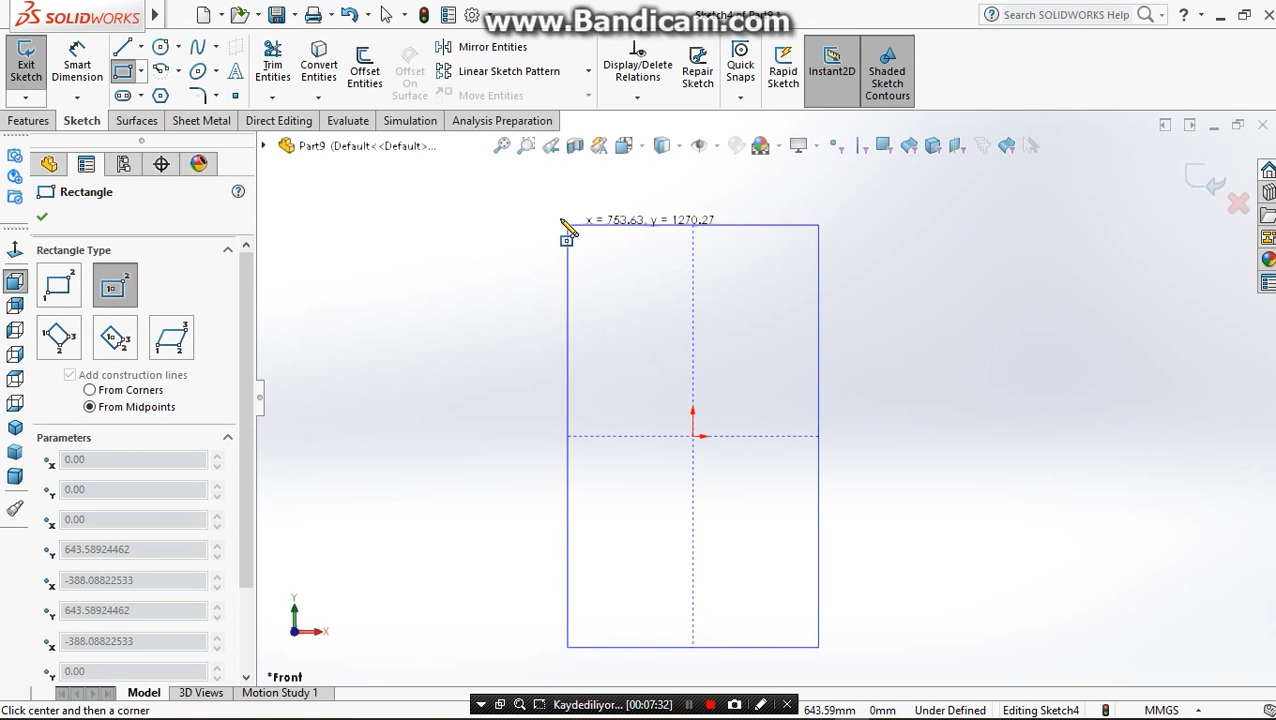 SOLIDWORKS
www.Bandicam.com
Sketch4 of Part9 *
Search SOLIDWORKS Help
Exit Sketch
Smart Dimension
Trim Entities
Convert Entities
Offset Entities
Offset On Surface
Mirror Entities
Linear Sketch Pattern
Move Entities
Display/Delete Relations
Repair Sketch
Quick Snaps
Rapid Sketch
Instant2D
Shaded Sketch Contours
Features
Sketch
Surfaces
Sheet Metal
Direct Editing
Evaluate
Simulation
Analysis Preparation
Part9 (Default<<Default>...
Rectangle
Rectangle Type
Add construction lines
From Corners
From Midpoints
Parameters
0.00
0.00
0.00
643.58924462
-388.08822533
643.58924462
-388.08822533
0.00
x = 753.63, y = 1270.27
Y
X
*Front
Model
3D Views
Motion Study 1
Kaydediliyor... [00:07:32]
Click center and then a corner
643.59mm
0mm
Under Defined
Editing Sketch4
MMGS